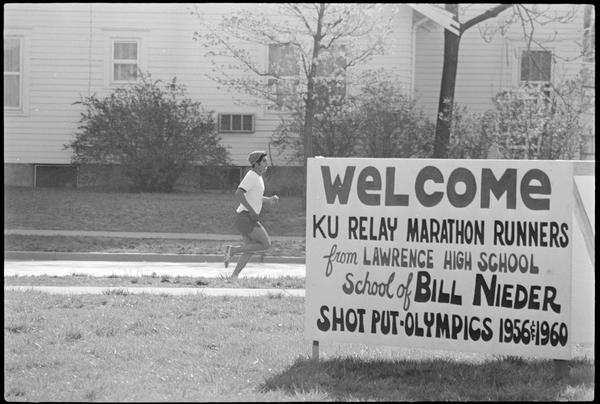 WELCOME
KU RELAY MARATHON RUNNERS
from LAWRENCE HIGH SCHOOL
School of BILL NIEDER
SHOT PUT-OLYMPICS 1956&1960